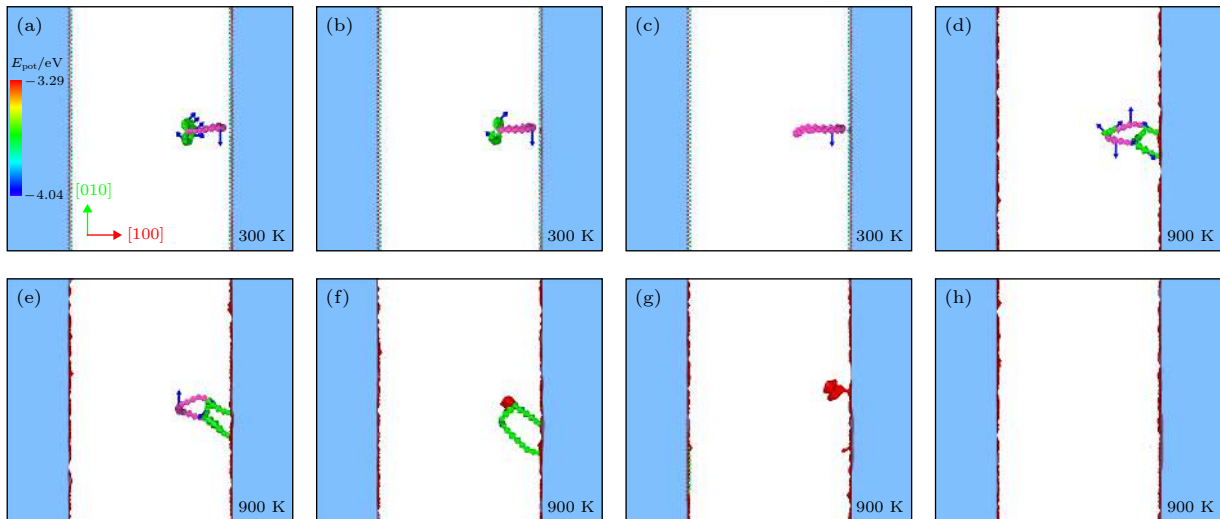 (a)
E_pot/eV
−3.29
−4.04
[010]
[100]
300 K
(b)
300 K
(c)
300 K
(d)
900 K
(e)
900 K
(f)
900 K
(g)
900 K
(h)
900 K